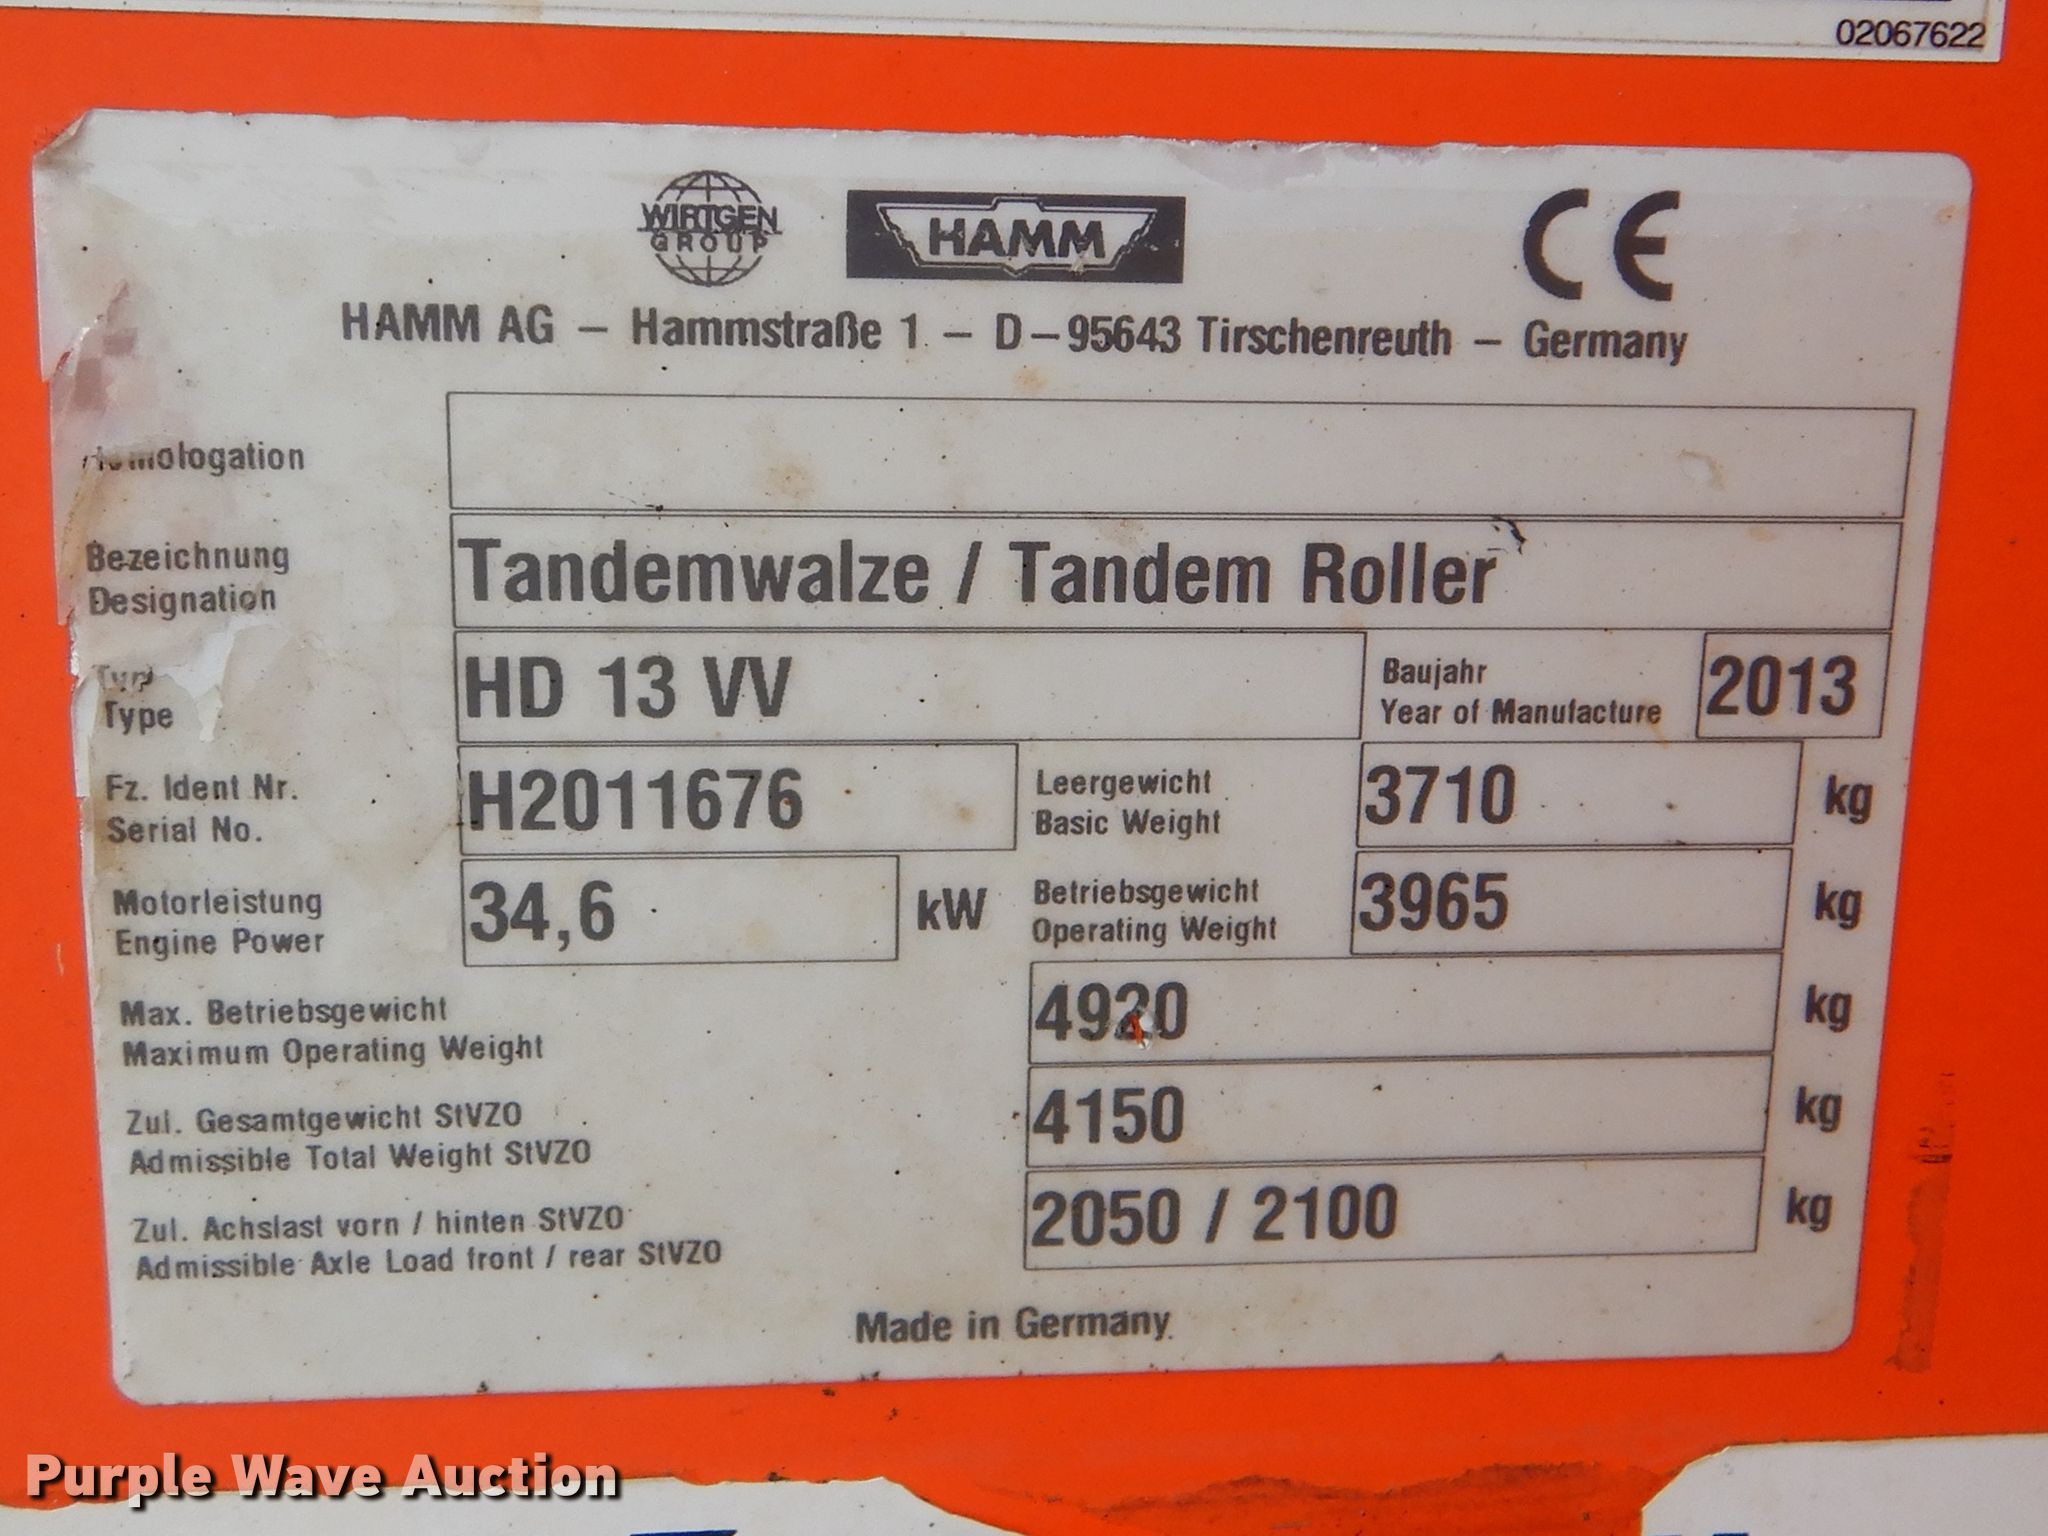 02067622
WIRTGEN
GROUP
HAMM
CE
HAMM AG – Hammstraße 1 – D–95643 Tirschenreuth – Germany
Homologation
Bezeichnung
Designation
Tandemwalze / Tandem Roller
Typ
Type
HD 13 VV
Baujahr
Year of Manufacture
2013
Fz. Ident Nr.
Serial No.
H2011676
Leergewicht
Basic Weight
3710 kg
Motorleistung
Engine Power
34,6 kW
Betriebsgewicht
Operating Weight
3965 kg
Max. Betriebsgewicht
Maximum Operating Weight
4920 kg
Zul. Gesamtgewicht StVZO
Admissible Total Weight StVZO
4150 kg
Zul. Achslast vorn / hinten StVZO
Admissible Axle Load front / rear StVZO
2050 / 2100 kg
Made in Germany
Purple Wave Auction